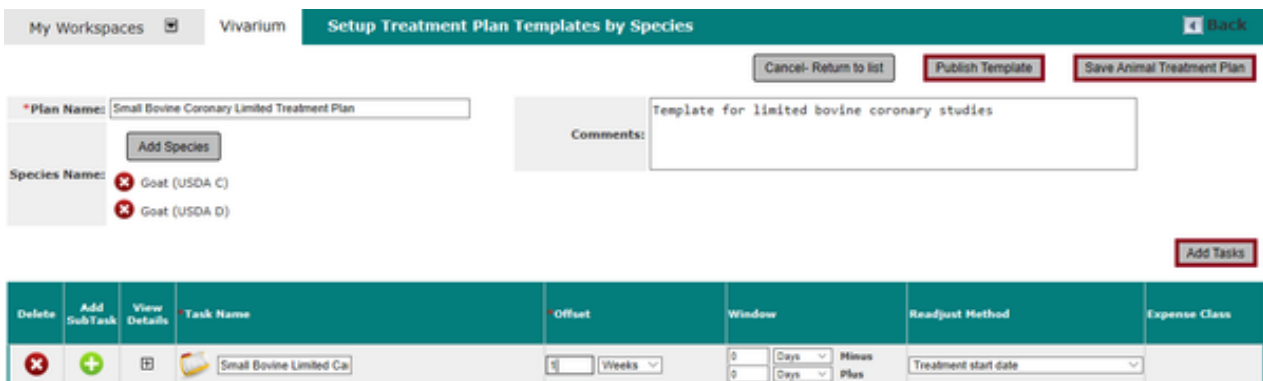 My Workspaces Vivarium Setup Treatment Plan Templates by Species Back
Cancel- Return to list Publish Template Save Animal Treatment Plan
*Plan Name: Small Bovine Coronary Limited Treatment Plan
Comments: Template for limited bovine coronary studies
Add Species
Species Name:
Goat (USDA C)
Goat (USDA D)
Add Tasks
Delete Add SubTask View Details *Task Name *Offset Window Readjust Method Expense Class
Small Bovine Limited Ca 1 Weeks 0 Days Minus Treatment start date
0 Days Plus